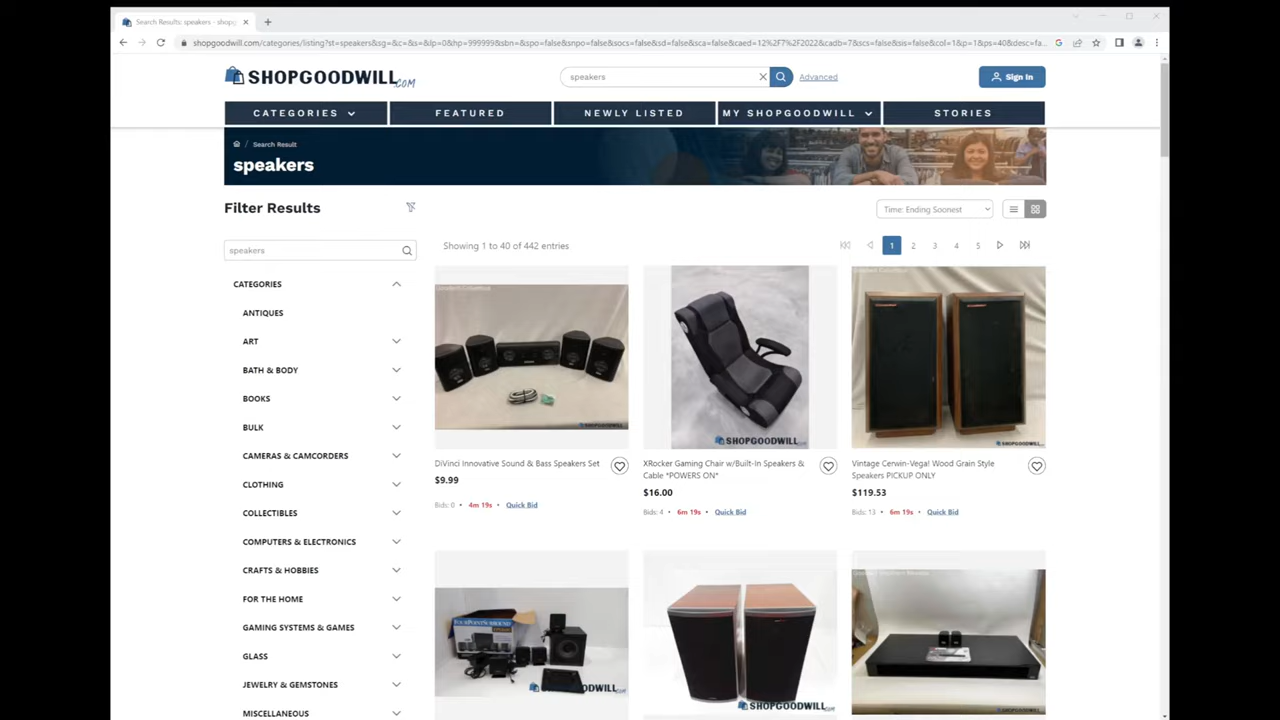 Search Results: speakers - shopg
shopgoodwill.com/categories/listing?st=speakers&sg=&c=&s=&lp=0&hp=999999&sbn=&spo=false&snpo=false&socs=false&sd=false&sca=false&caed=12%2F7%2F2022&cadb=7&scs=false&sis=false&col=1&p=1&ps=40&desc=fa...
SHOPGOODWILL.COM
speakers
Advanced
Sign In
CATEGORIES
FEATURED
NEWLY LISTED
MY SHOPGOODWILL
STORIES
/ Search Result
speakers
Filter Results
Time: Ending Soonest
speakers
Showing 1 to 40 of 442 entries
1 2 3 4 5
CATEGORIES
ANTIQUES
ART
BATH & BODY
BOOKS
BULK
CAMERAS & CAMCORDERS
CLOTHING
COLLECTIBLES
COMPUTERS & ELECTRONICS
CRAFTS & HOBBIES
FOR THE HOME
GAMING SYSTEMS & GAMES
GLASS
JEWELRY & GEMSTONES
MISCELLANEOUS
SHOPGOODWILL.com
DiVinci Innovative Sound & Bass Speakers Set
$9.99
Bids: 0 • 4m 19s • Quick Bid
XRocker Gaming Chair w/Built-In Speakers &
Cable *POWERS ON*
$16.00
Bids: 4 • 6m 19s • Quick Bid
Vintage Cerwin-Vega! Wood Grain Style
Speakers PICKUP ONLY
$119.53
Bids: 13 • 6m 19s • Quick Bid
SHOPGOODWILL.com